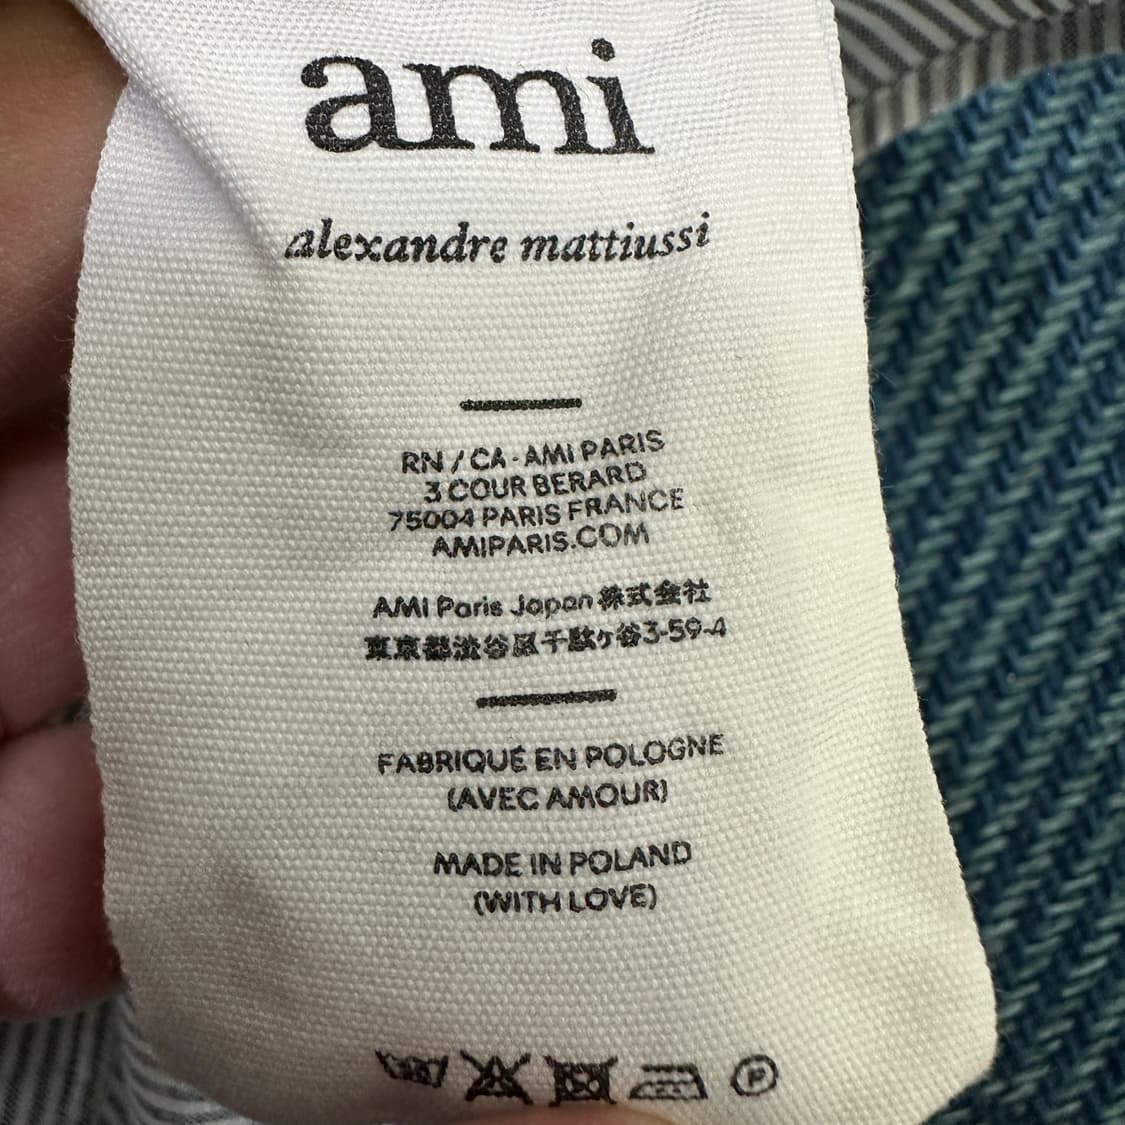 ami
alexandre mattiussi
RN / CA - AMI PARIS
3 COUR BERARD
75004 PARIS FRANCE
AMIPARIS.COM
AMI Paris Japan 株式会社
東京都渋谷区千駄ヶ谷3-59-4
FABRIQUÉ EN POLOGNE
(AVEC AMOUR)
MADE IN POLAND
(WITH LOVE)
P